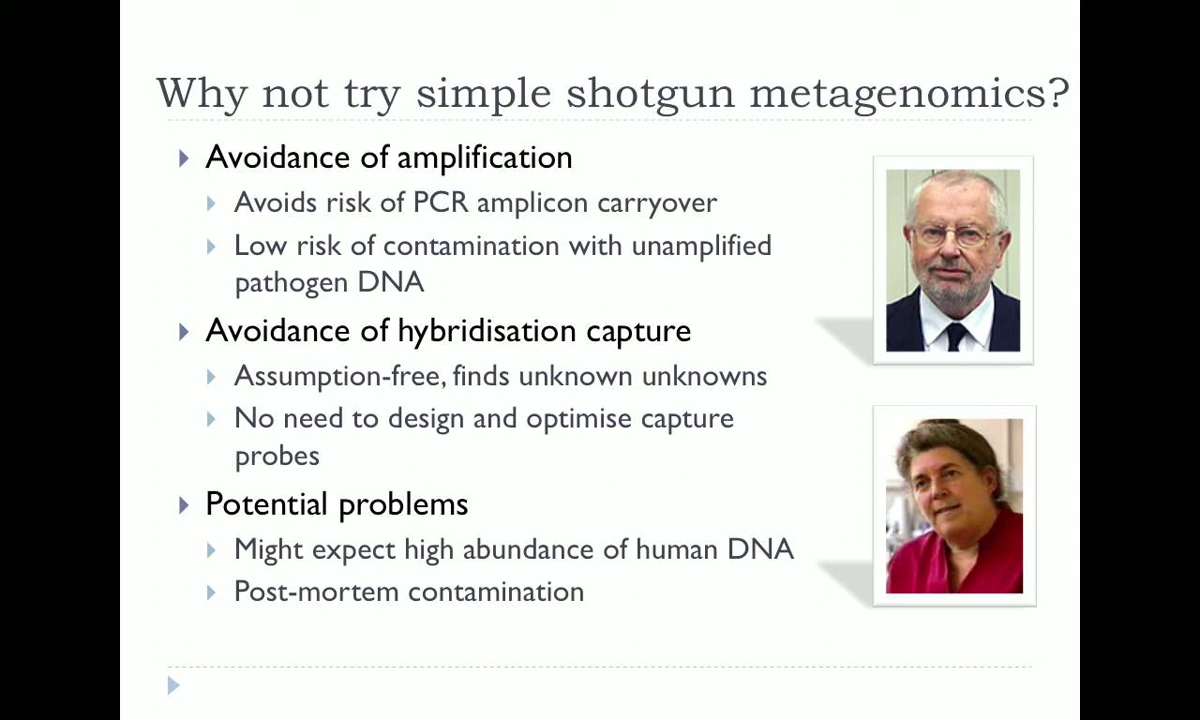 Why not try simple shotgun metagenomics?
Avoidance of amplification
Avoids risk of PCR amplicon carryover
Low risk of contamination with unamplified
pathogen DNA
Avoidance of hybridisation capture
Assumption-free, finds unknown unknowns
No need to design and optimise capture
probes
Potential problems
Might expect high abundance of human DNA
Post-mortem contamination